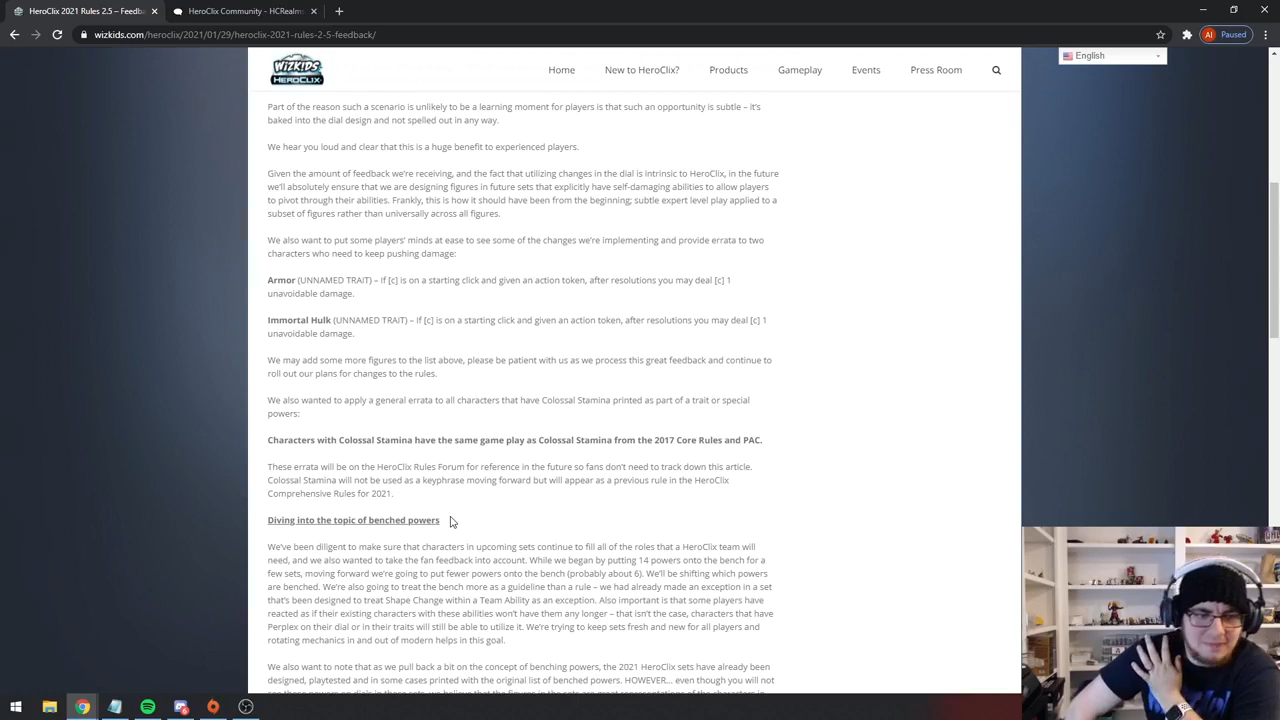 HeroClix 2021 Rules 2.5 – Feedb
HeroClix Community - Rules
wizkids.com/heroclix/2021/01/29/heroclix-2021-rules-2-5-feedback/
AI Paused
WIZKIDS
HEROCLIX
Home New to HeroClix? Products Gameplay Events Press Room
English
Part of the reason such a scenario is unlikely to be a learning moment for players is that such an opportunity is subtle – it's
baked into the dial design and not spelled out in any way.
We hear you loud and clear that this is a huge benefit to experienced players.
Given the amount of feedback we're receiving, and the fact that utilizing changes in the dial is intrinsic to HeroClix, in the future
we'll absolutely ensure that we are designing figures in future sets that explicitly have self-damaging abilities to allow players
to pivot through their abilities. Frankly, this is how it should have been from the beginning; subtle expert level play applied to a
subset of figures rather than universally across all figures.
We also want to put some players' minds at ease to see some of the changes we're implementing and provide errata to two
characters who need to keep pushing damage:
Armor (UNNAMED TRAIT) – If [c] is on a starting click and given an action token, after resolutions you may deal [c] 1
unavoidable damage.
Immortal Hulk (UNNAMED TRAIT) – If [c] is on a starting click and given an action token, after resolutions you may deal [c] 1
unavoidable damage.
We may add some more figures to the list above, please be patient with us as we process this great feedback and continue to
roll out our plans for changes to the rules.
We also wanted to apply a general errata to all characters that have Colossal Stamina printed as part of a trait or special
powers:
Characters with Colossal Stamina have the same game play as Colossal Stamina from the 2017 Core Rules and PAC.
These errata will be on the HeroClix Rules Forum for reference in the future so fans don't need to track down this article.
Colossal Stamina will not be used as a keyphrase moving forward but will appear as a previous rule in the HeroClix
Comprehensive Rules for 2021.
Diving into the topic of benched powers
We've been diligent to make sure that characters in upcoming sets continue to fill all of the roles that a HeroClix team will
need, and we also wanted to take the fan feedback into account. While we began by putting 14 powers onto the bench for a
few sets, moving forward we're going to put fewer powers onto the bench (probably about 6). We'll be shifting which powers
are benched. We're also going to treat the bench more as a guideline than a rule – we had already made an exception in a set
that's been designed to treat Shape Change within a Team Ability as an exception. Also important is that some players have
reacted as if their existing characters with these abilities won't have them any longer – that isn't the case, characters that have
Perplex on their dial or in their traits will still be able to utilize it. We're trying to keep sets fresh and new for all players and
rotating mechanics in and out of modern helps in this goal.
We also want to note that as we pull back a bit on the concept of benching powers, the 2021 HeroClix sets have already been
designed, playtested and in some cases printed with the original list of benched powers. HOWEVER... even though you will not